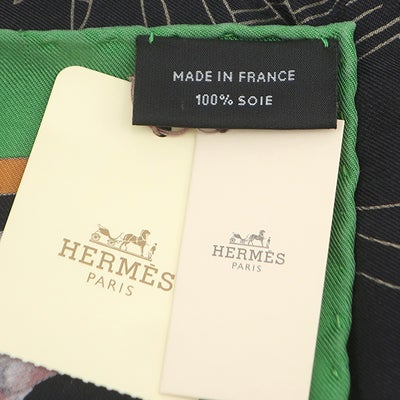 MADE IN FRANCE
100% SOIE
HERMÈS
PARIS
HERMÈS
PARIS